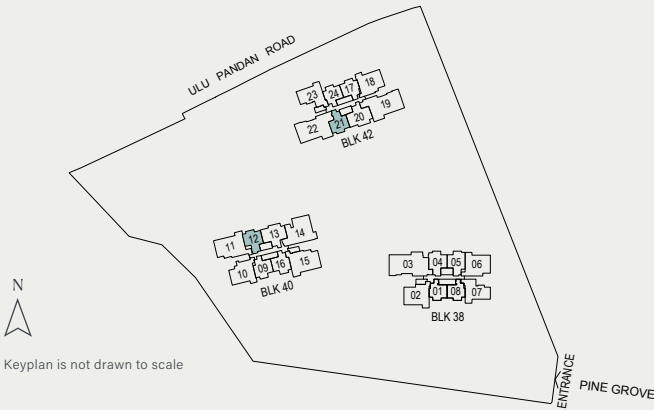 ULU PANDAN ROAD
23 24 17 18
22 21 20 19
BLK 42
11 12 13 14
10 09 16 15
BLK 40
03 04 05 06
02 01 08 07
BLK 38
N
Keyplan is not drawn to scale
ENTRANCE
PINE GROVE